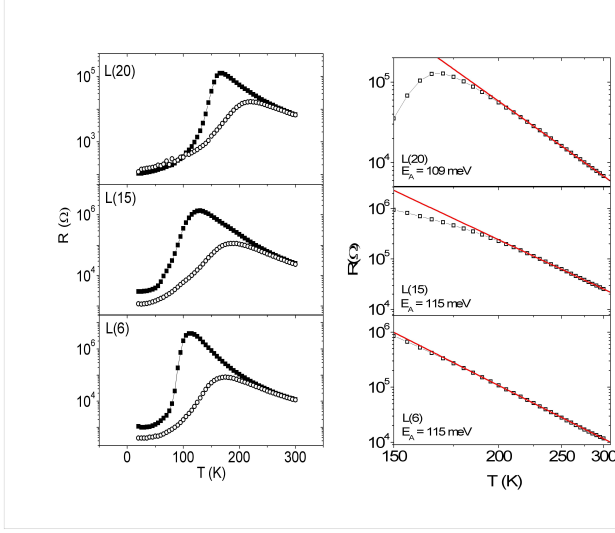 L(20)
10^5
10^3
L(15)
10^6
10^4
L(6)
10^6
10^4
R (Ω)
0 100 200 300
T (K)
10^5
10^4
L(20)
E_A = 109 meV
10^6
10^5
10^4
L(15)
E_A = 115 meV
10^6
10^5
10^4
L(6)
E_A = 115 meV
R(Ω)
150 200 250 300
T (K)